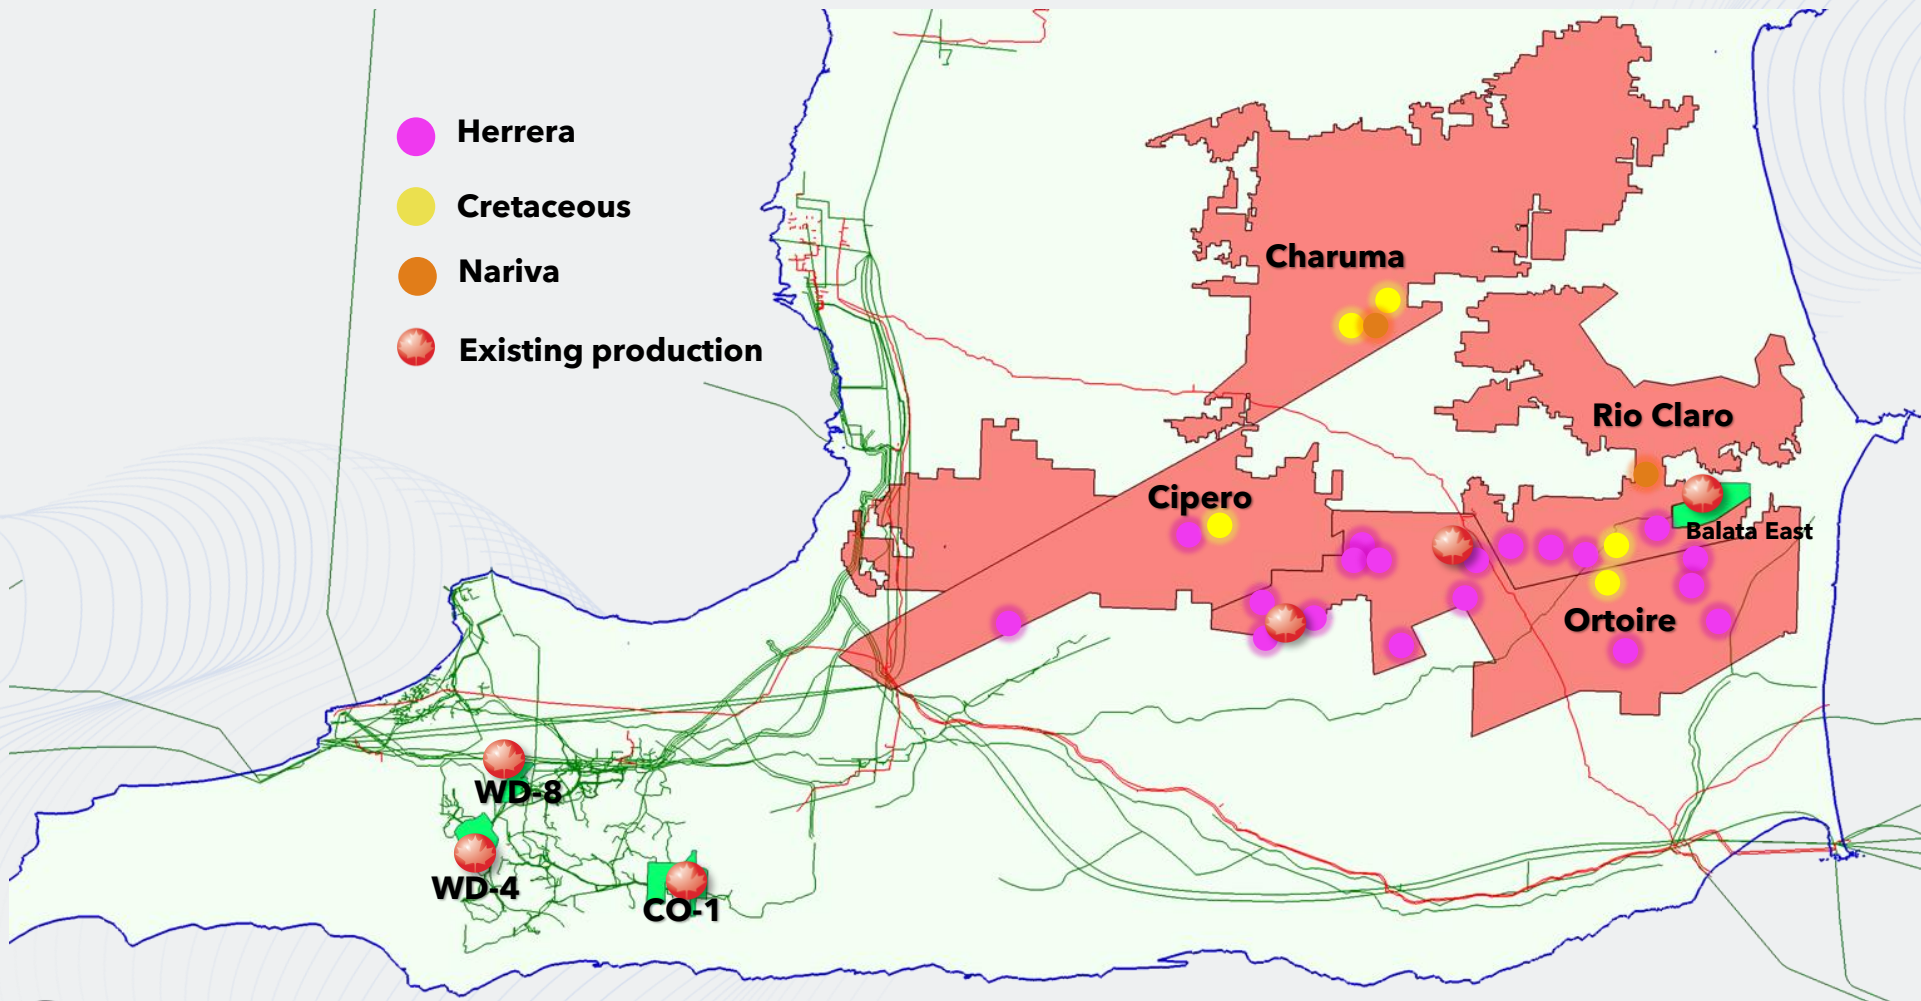 Herrera
Cretaceous
Nariva
Existing production
Charuma
Rio Claro
Cipero
Balata East
Ortoire
WD-8
WD-4
CO-1